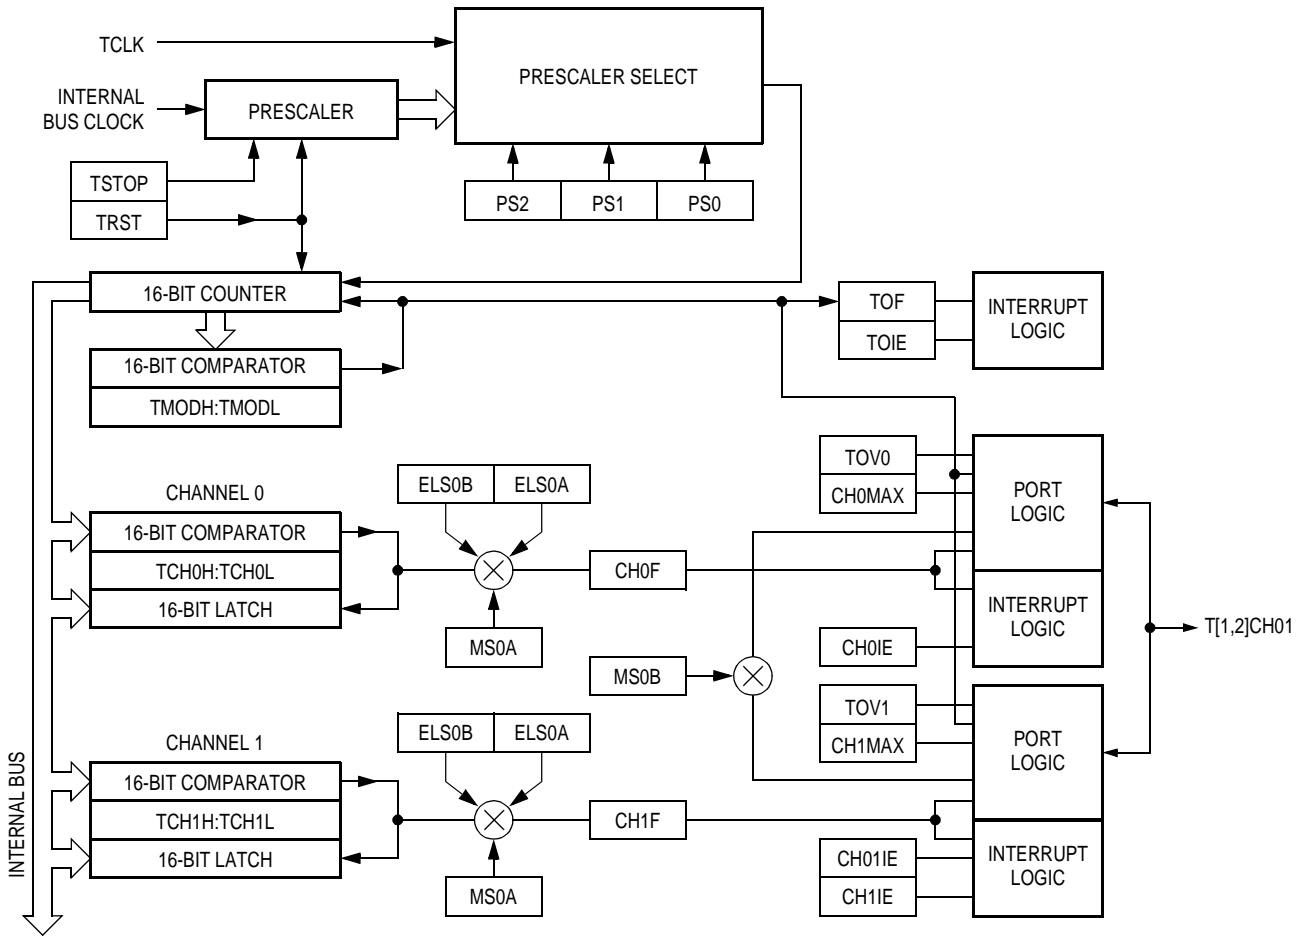 TCLK
PRESCALER SELECT
INTERNAL
BUS CLOCK
PRESCALER
TSTOP
TRST
PS2
PS1
PS0
16-BIT COUNTER
TOF
TOIE
INTERRUPT
LOGIC
16-BIT COMPARATOR
TMODH:TMODL
CHANNEL 0
16-BIT COMPARATOR
TCH0H:TCH0L
16-BIT LATCH
ELS0B
ELS0A
MS0A
CH0F
TOV0
CH0MAX
PORT
LOGIC
INTERRUPT
LOGIC
CH0IE
T[1,2]CH01
MS0B
CHANNEL 1
16-BIT COMPARATOR
TCH1H:TCH1L
16-BIT LATCH
ELS0B
ELS0A
MS0A
CH1F
TOV1
CH1MAX
PORT
LOGIC
INTERRUPT
LOGIC
CH01IE
CH1IE
INTERNAL BUS